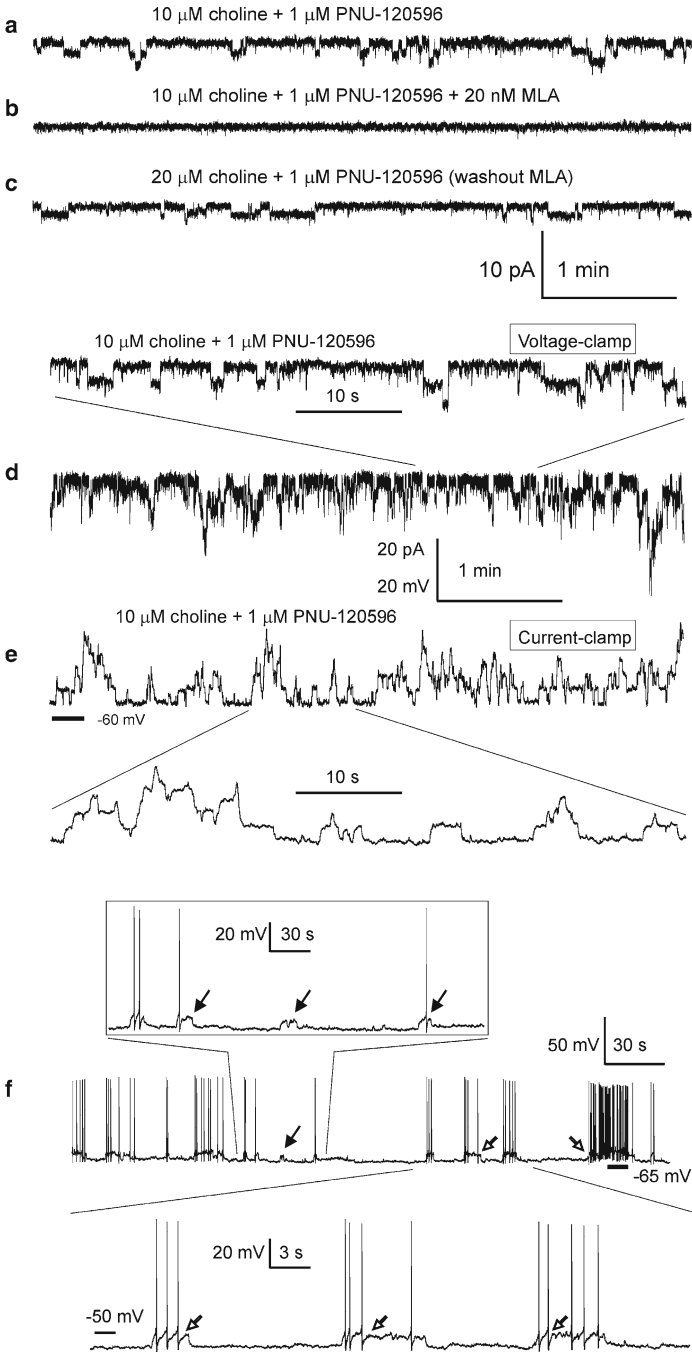 a
10 μM choline + 1 μM PNU-120596
b
10 μM choline + 1 μM PNU-120596 + 20 nM MLA
c
20 μM choline + 1 μM PNU-120596 (washout MLA)
10 pA
1 min
10 μM choline + 1 μM PNU-120596
Voltage-clamp
10 s
d
20 pA
20 mV
1 min
10 μM choline + 1 μM PNU-120596
Current-clamp
e
-60 mV
10 s
20 mV
30 s
50 mV
30 s
f
-65 mV
20 mV
3 s
-50 mV